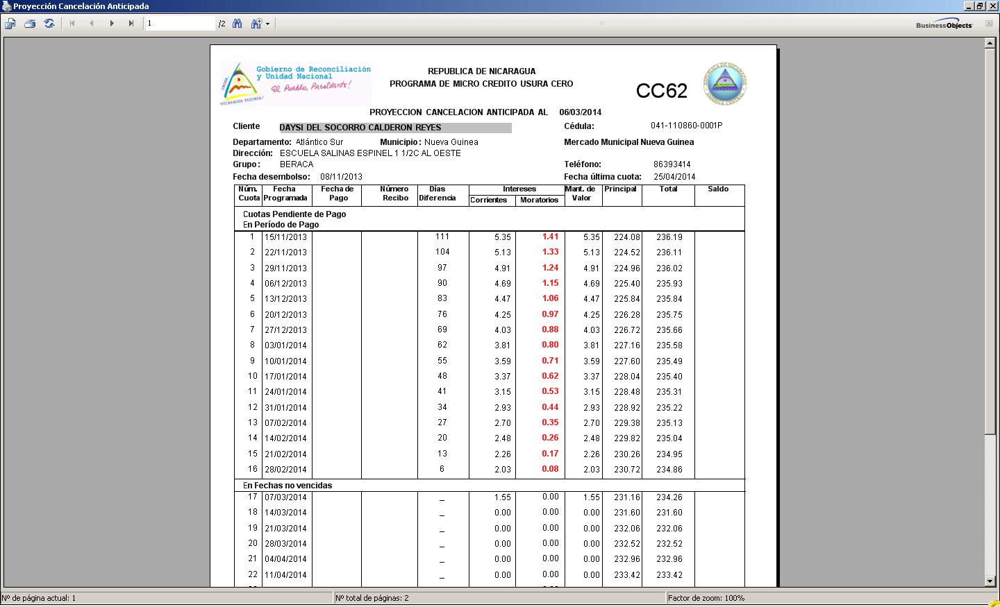 Proyección Cancelación Anticipada
1 /2
BusinessObjects
Gobierno de Reconciliación
y Unidad Nacional
El Pueblo, Presidente!
UNIDA
NICARAGUA TRIUNFA!
REPUBLICA DE NICARAGUA
PROGRAMA DE MICRO CREDITO USURA CERO
CC62
REPUBLICA DE NICARAGUA
AMERICA CENTRAL
PROYECCION CANCELACION ANTICIPADA AL 06/03/2014
Cliente DAYSI DEL SOCORRO CALDERON REYES Cédula: 041-110860-0001P
Departamento: Atlántico Sur Municipio: Nueva Guinea Mercado Municipal Nueva Guinea
Dirección: ESCUELA SALINAS ESPINEL 1 1/2C AL OESTE
Grupo: BERACA Teléfono: 86393414
Fecha desembolso: 08/11/2013 Fecha última cuota: 25/04/2014
Núm. Fecha Fecha de Número Días Intereses Mant. de Principal Total Saldo
Cuota Programada Pago Recibo Diferencia Corrientes Moratorios Valor
Cuotas Pendiente de Pago
En Período de Pago
1 15/11/2013 111 5.35 1.41 5.35 224.08 236.19
2 22/11/2013 104 5.13 1.33 5.13 224.52 236.11
3 29/11/2013 97 4.91 1.24 4.91 224.96 236.02
4 06/12/2013 90 4.69 1.15 4.69 225.40 235.93
5 13/12/2013 83 4.47 1.06 4.47 225.84 235.84
6 20/12/2013 76 4.25 0.97 4.25 226.28 235.75
7 27/12/2013 69 4.03 0.88 4.03 226.72 235.66
8 03/01/2014 62 3.81 0.80 3.81 227.16 235.58
9 10/01/2014 55 3.59 0.71 3.59 227.60 235.49
10 17/01/2014 48 3.37 0.62 3.37 228.04 235.40
11 24/01/2014 41 3.15 0.53 3.15 228.48 235.31
12 31/01/2014 34 2.93 0.44 2.93 228.92 235.22
13 07/02/2014 27 2.70 0.35 2.70 229.38 235.13
14 14/02/2014 20 2.48 0.26 2.48 229.82 235.04
15 21/02/2014 13 2.26 0.17 2.26 230.26 234.95
16 28/02/2014 6 2.03 0.08 2.03 230.72 234.86
En Fechas no vencidas
17 07/03/2014 _ 1.55 0.00 1.55 231.16 234.26
18 14/03/2014 _ 0.00 0.00 0.00 231.60 231.60
19 21/03/2014 _ 0.00 0.00 0.00 232.06 232.06
20 28/03/2014 _ 0.00 0.00 0.00 232.52 232.52
21 04/04/2014 _ 0.00 0.00 0.00 232.96 232.96
22 11/04/2014 _ 0.00 0.00 0.00 233.42 233.42
Nº de página actual: 1 Nº total de páginas: 2 Factor de zoom: 100%